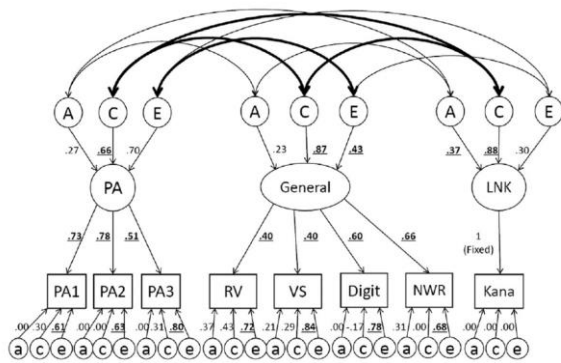 A C E A C E A C E
.27 .66 .70 .23 .87 .43 .37 .88 .30
PA General LNK
.73 .78 .51 .40 .40 .60 .66 1
(Fixed)
PA1 PA2 PA3 RV VS Digit NWR Kana
.00 .30 .61 .00 .00 .63 .00 .31 .80 .37 .43 .72 .21 .29 .84 .00 -.17 .78 .31 .00 .68 .00 .00 .00
a c e a c e a c e a c e a c e a c e a c e a c e